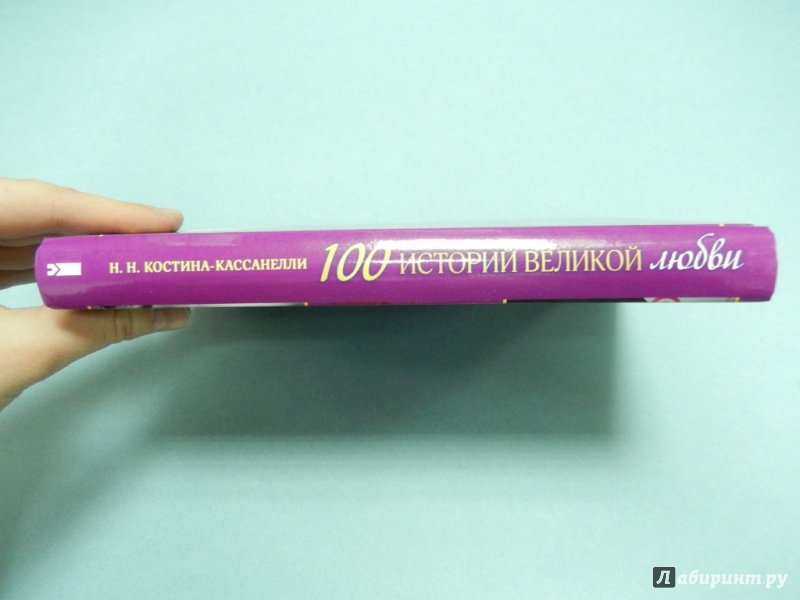 Н. Н. КОСТИНА-КАССАНЕЛЛИ 100 ИСТОРИЙ ВЕЛИКОЙ любви
Лабиринт.ру